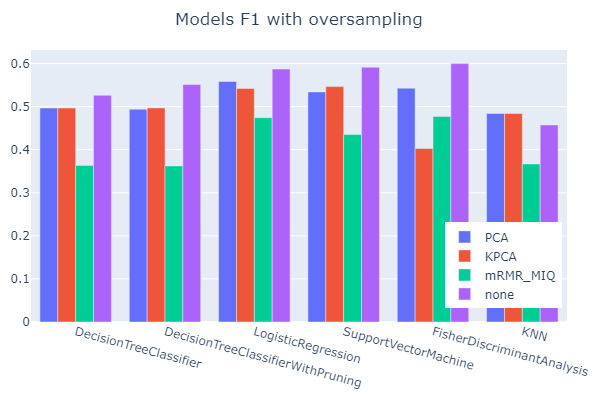 Models F1 with oversampling
0.6
0.5
0.4
0.3
0.2
0.1
0
PCA
KPCA
mRMR_MIQ
none
DecisionTreeClassifier
DecisionTreeClassifierWithPruning
LogisticRegression
SupportVectorMachine
FisherDiscriminantAnalysis
KNN